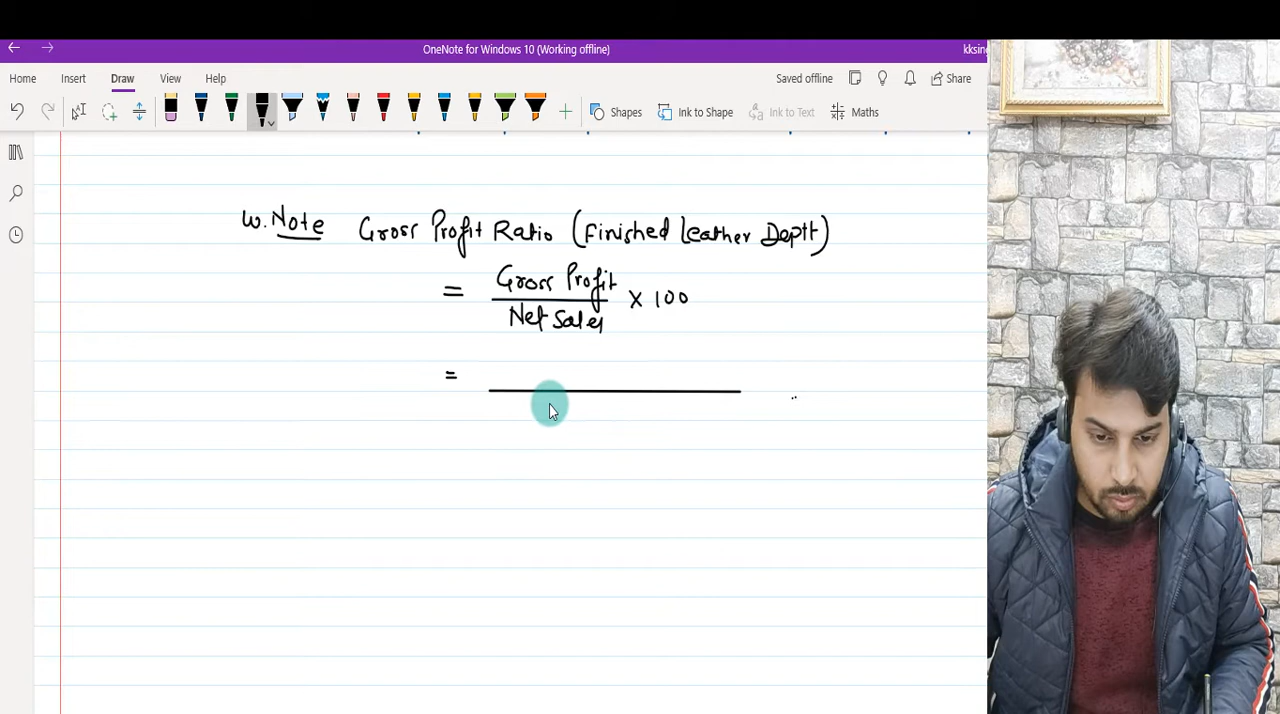 OneNote for Windows 10 (Working offline)
kksing
Home Insert Draw View Help
Saved offline
Share
Shapes
Ink to Shape
Ink to Text
Maths
W.Note Gross Profit Ratio (Finished Leather Deptt)
= Gross Profit
Net Sales × 100
=